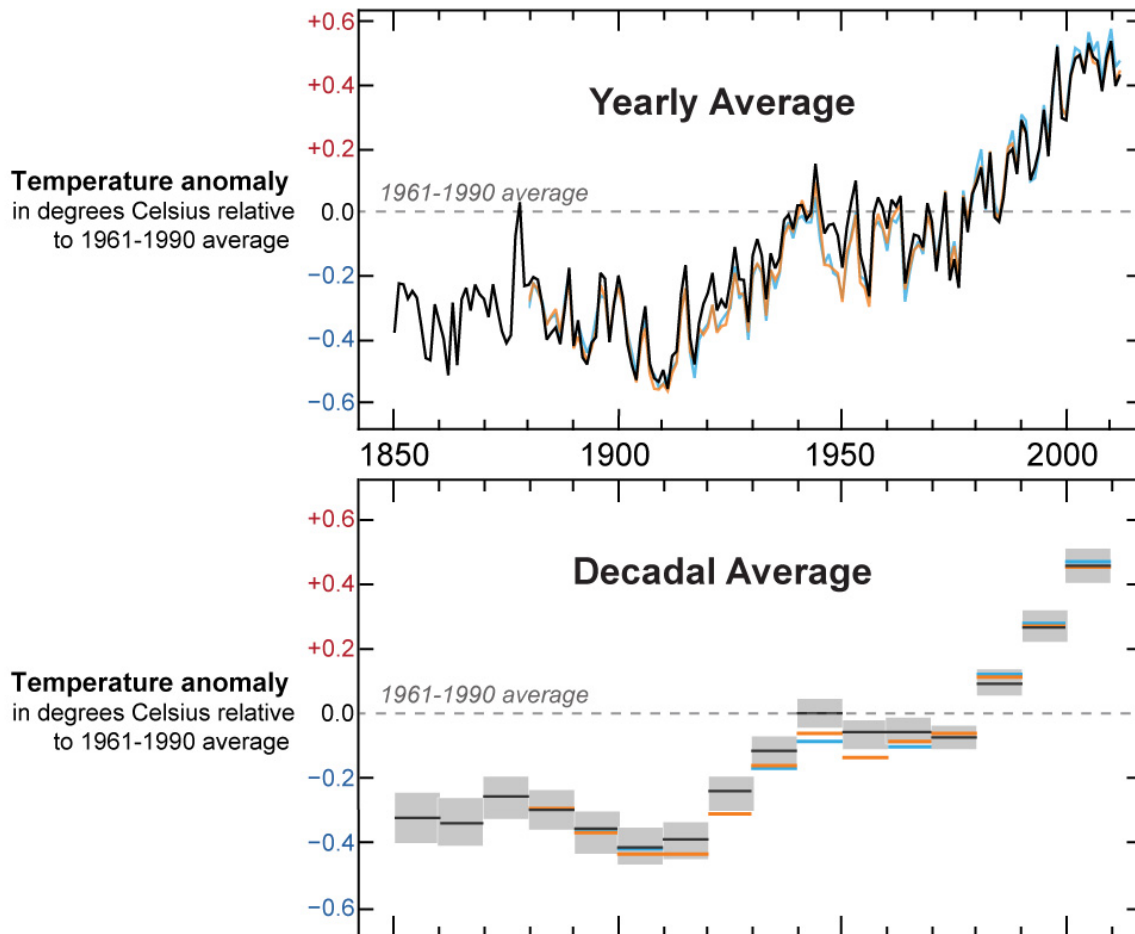 +0.6
+0.4
+0.2
0.0
−0.2
−0.4
−0.6
Yearly Average
Temperature anomaly
in degrees Celsius relative
to 1961-1990 average
1961-1990 average
1850
1900
1950
2000
+0.6
+0.4
+0.2
0.0
−0.2
−0.4
−0.6
Decadal Average
Temperature anomaly
in degrees Celsius relative
to 1961-1990 average
1961-1990 average